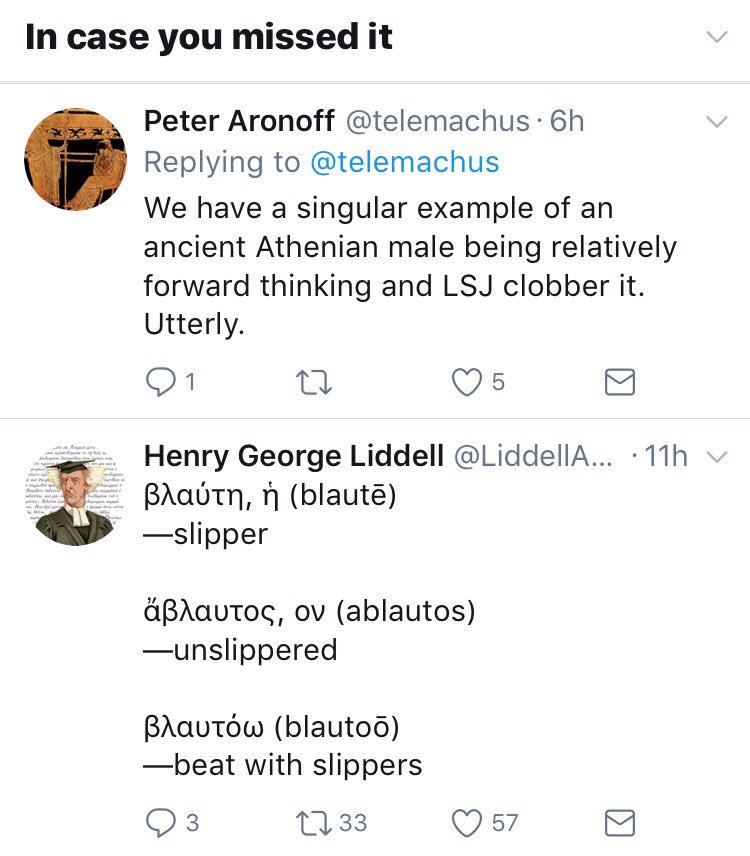 In case you missed it
Peter Aronoff @telemachus · 6h
Replying to @telemachus
We have a singular example of an
ancient Athenian male being relatively
forward thinking and LSJ clobber it.
Utterly.
1
5
Henry George Liddell @LiddellA... · 11h
βλαύτη, ἡ (blautē)
—slipper
ἄβλαυτος, ον (ablautos)
—unslippered
βλαυτόω (blautoō)
—beat with slippers
3
33
57